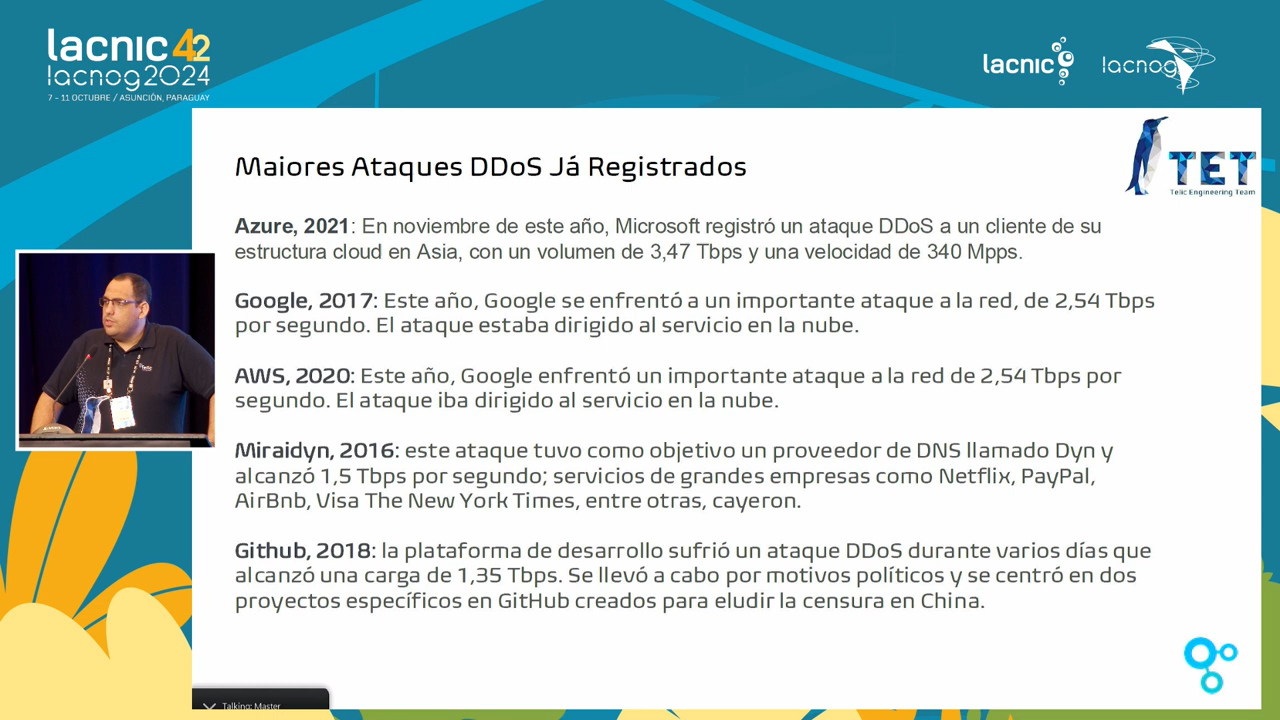 lacnic 42
lacnog2024
7 - 11 OCTUBRE / ASUNCIÓN, PARAGUAY
lacnic
lacnog
TET
Telic Engineering Team
Maiores Ataques DDoS Já Registrados
Azure, 2021: En noviembre de este año, Microsoft registró un ataque DDoS a un cliente de su
estructura cloud en Asia, con un volumen de 3,47 Tbps y una velocidad de 340 Mpps.
Google, 2017: Este año, Google se enfrentó a un importante ataque a la red, de 2,54 Tbps
por segundo. El ataque estaba dirigido al servicio en la nube.
AWS, 2020: Este año, Google enfrentó un importante ataque a la red de 2,54 Tbps por
segundo. El ataque iba dirigido al servicio en la nube.
Miraidyn, 2016: este ataque tuvo como objetivo un proveedor de DNS llamado Dyn y
alcanzó 1,5 Tbps por segundo; servicios de grandes empresas como Netflix, PayPal,
AirBnb, Visa The New York Times, entre otras, cayeron.
Github, 2018: la plataforma de desarrollo sufrió un ataque DDoS durante varios días que
alcanzó una carga de 1,35 Tbps. Se llevó a cabo por motivos políticos y se centró en dos
proyectos específicos en GitHub creados para eludir la censura en China.
Talking: Master